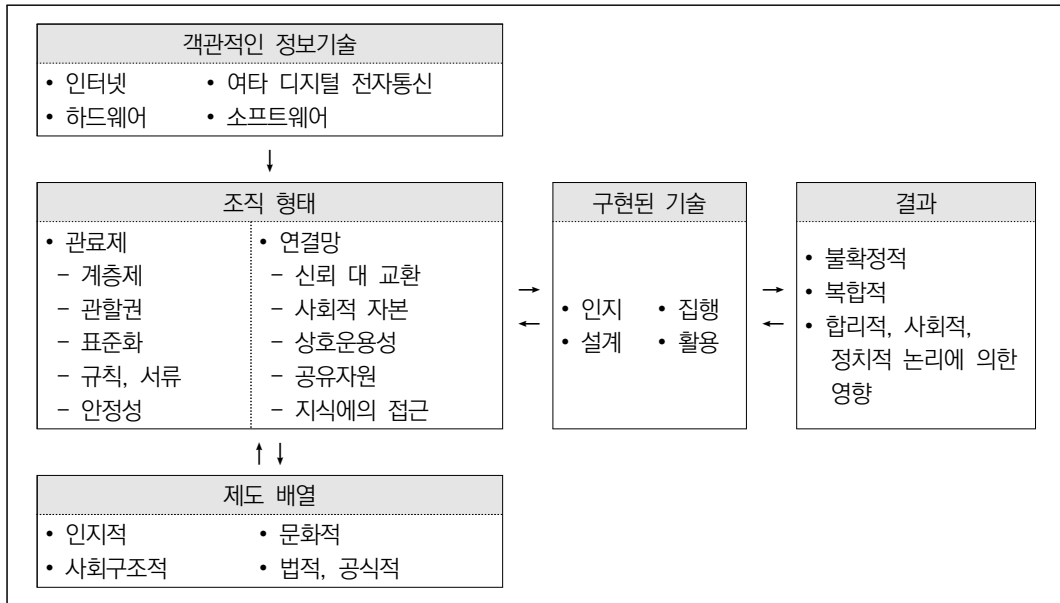 객관적인 정보기술
• 인터넷 • 여타 디지털 전자통신
• 하드웨어 • 소프트웨어
↓
조직 형태
• 관료제
– 계층제
– 관할권
– 표준화
– 규칙, 서류
– 안정성
• 연결망
– 신뢰 대 교환
– 사회적 자본
– 상호운용성
– 공유자원
– 지식에의 접근
→
←
구현된 기술
• 인지 • 집행
• 설계 • 활용
→
←
결과
• 불확정적
• 복합적
• 합리적, 사회적,
정치적 논리에 의한
영향
↑↓
제도 배열
• 인지적 • 문화적
• 사회구조적 • 법적, 공식적